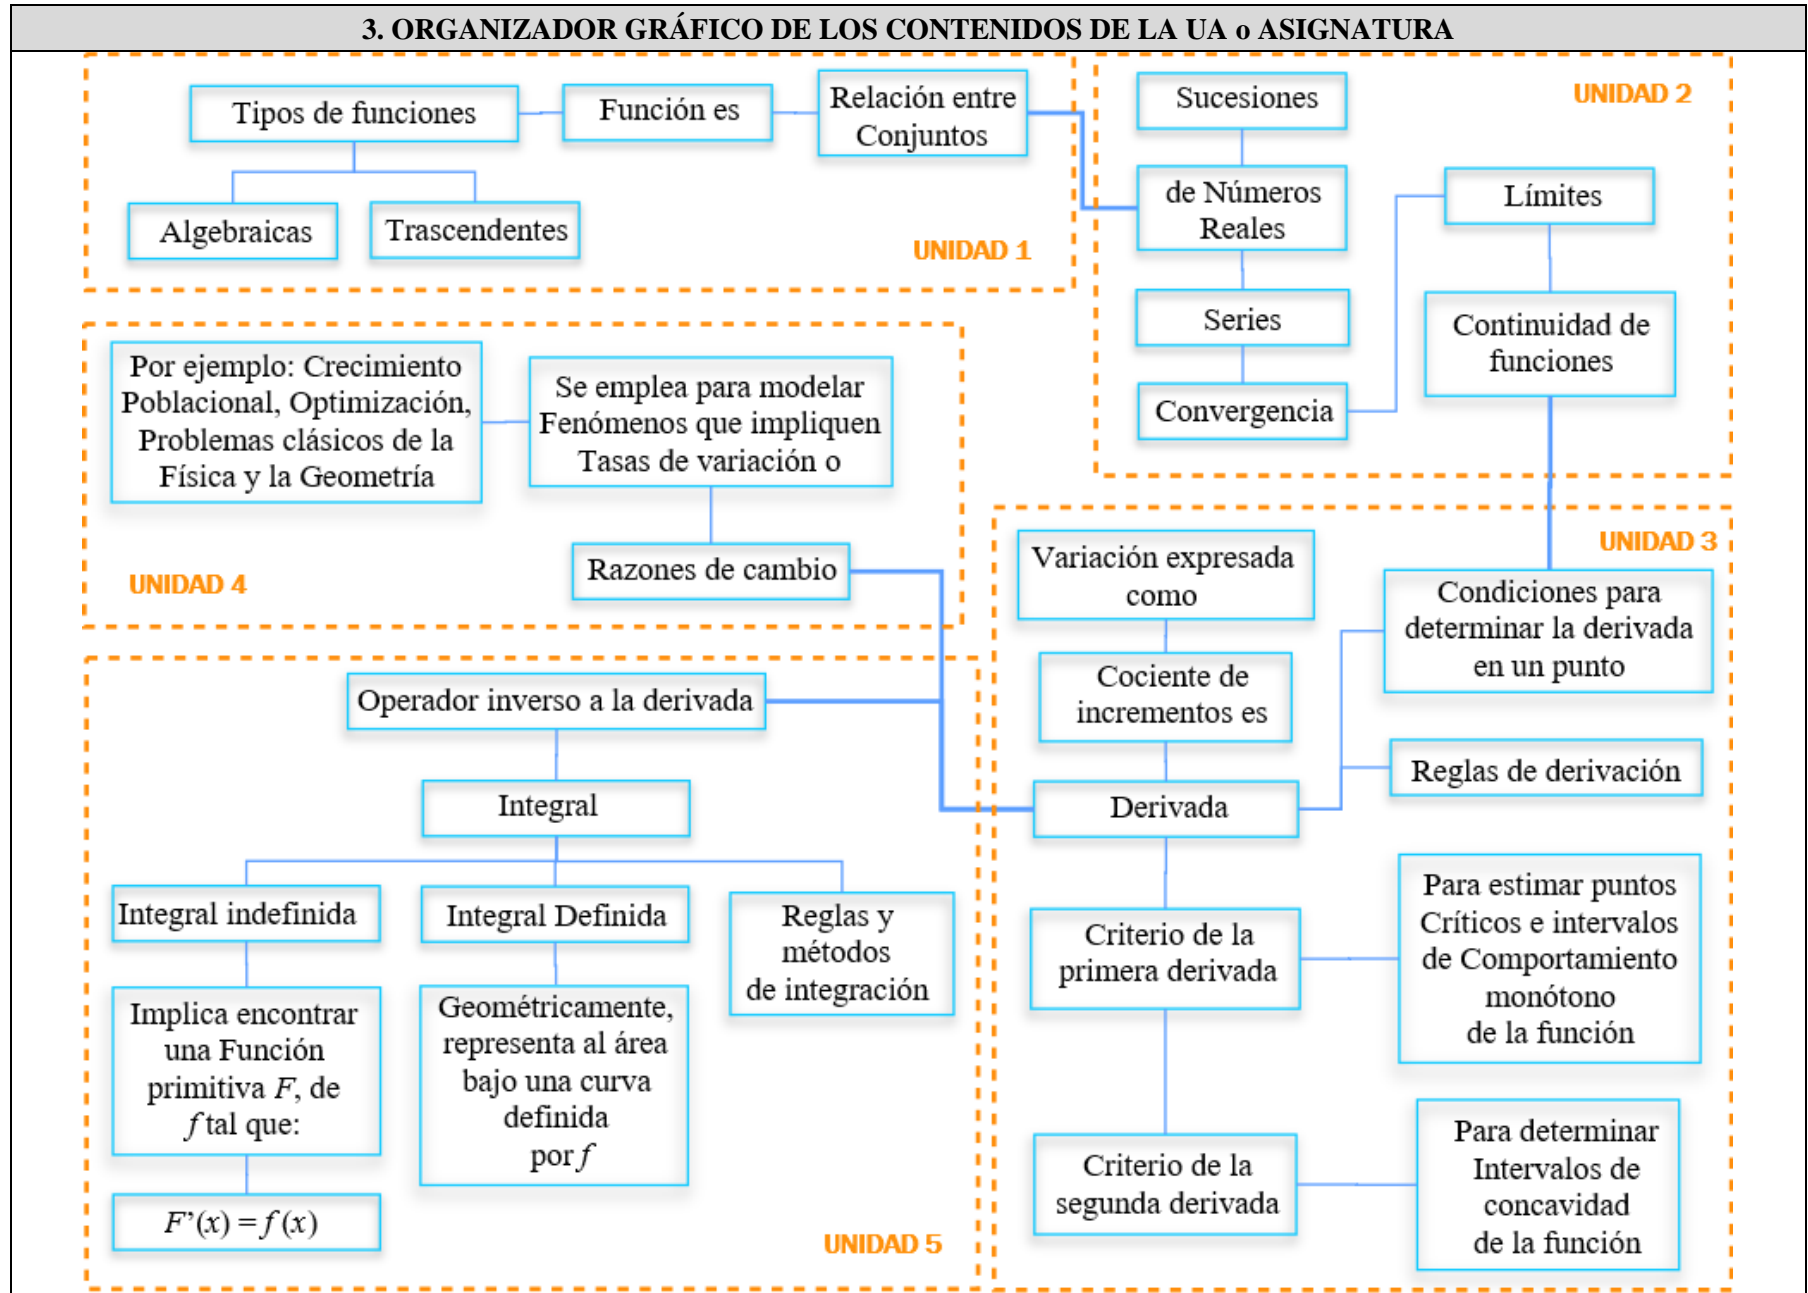 3. ORGANIZADOR GRÁFICO DE LOS CONTENIDOS DE LA UA o ASIGNATURA
Tipos de funciones
Función es
Relación entre
Conjuntos
Algebraicas
Trascendentes
UNIDAD 1
Sucesiones
UNIDAD 2
de Números
Reales
Límites
Series
Continuidad de
funciones
Convergencia
Por ejemplo: Crecimiento
Poblacional, Optimización,
Problemas clásicos de la
Física y la Geometría
Se emplea para modelar
Fenómenos que impliquen
Tasas de variación o
Razones de cambio
UNIDAD 4
Variación expresada
como
UNIDAD 3
Condiciones para
determinar la derivada
en un punto
Cociente de
incrementos es
Reglas de derivación
Derivada
Criterio de la
primera derivada
Para estimar puntos
Críticos e intervalos
de Comportamiento
monótono
de la función
Criterio de la
segunda derivada
Para determinar
Intervalos de
concavidad
de la función
Operador inverso a la derivada
Integral
Integral indefinida
Integral Definida
Reglas y
métodos
de integración
Implica encontrar
una Función
primitiva F, de
f tal que:
Geométricamente,
representa al área
bajo una curva
definida
por f
F’(x) = f (x)
UNIDAD 5